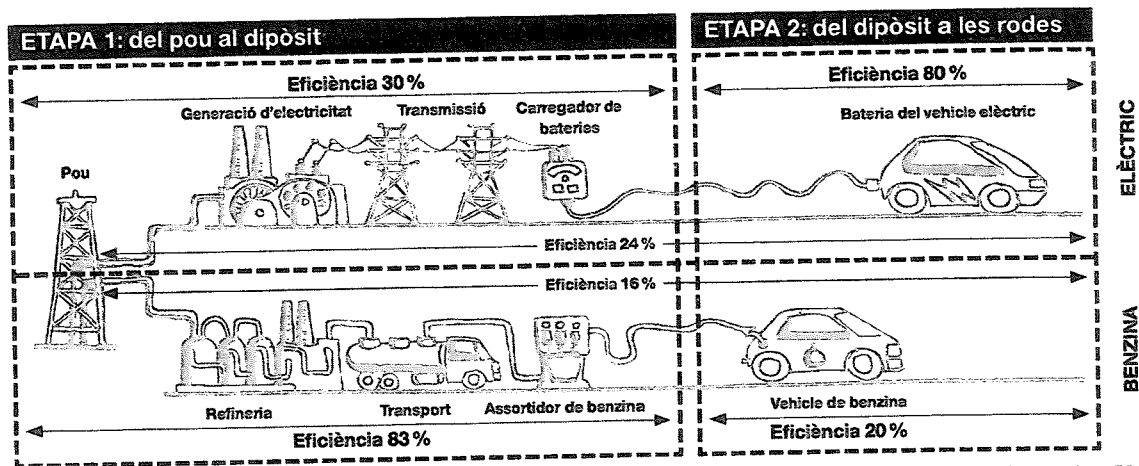 ETAPA 1: del pou al dipòsit
ETAPA 2: del dipòsit a les rodes
Eficiència 30 %
Eficiència 80 %
Generació d'electricitat
Transmissió
Carregador de
bateries
Bateria del vehicle elèctric
Pou
ELÈCTRIC
Eficiència 24 %
Eficiència 16 %
BENZINA
Refineria
Transport
Assortidor de benzina
Vehicle de benzina
Eficiència 83 %
Eficiència 20 %